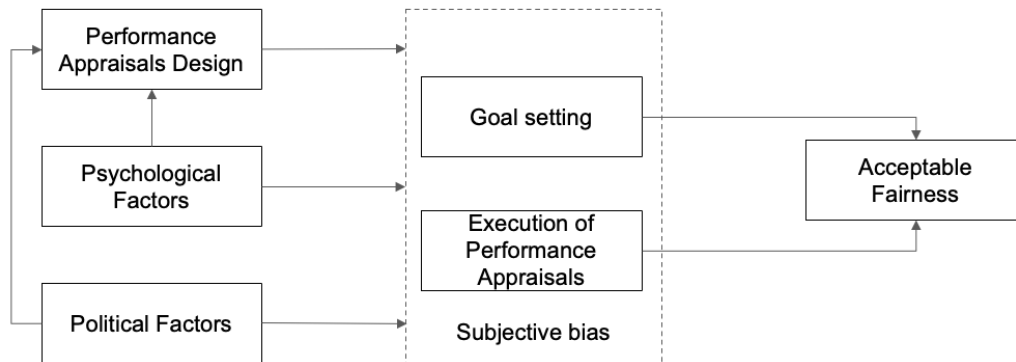 Performance
Appraisals Design
Psychological
Factors
Political Factors
Goal setting
Execution of
Performance
Appraisals
Subjective bias
Acceptable
Fairness